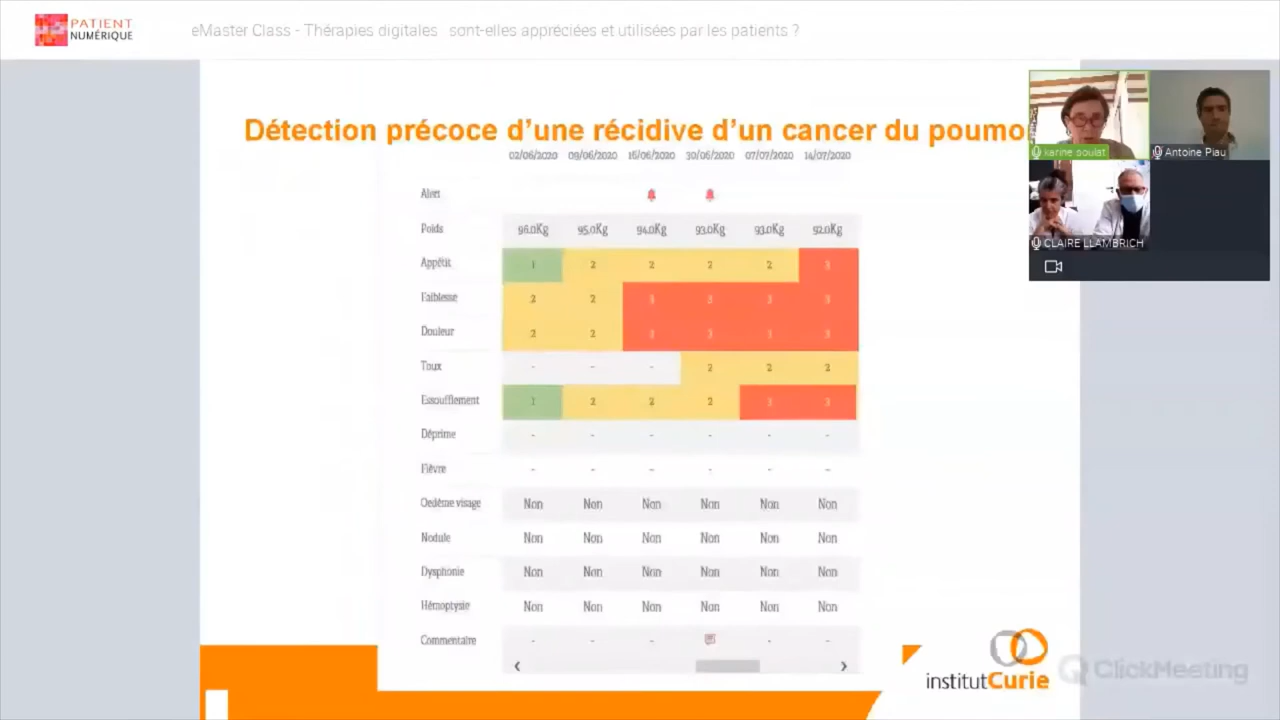 PATIENT
NUMÉRIQUE
eMaster Class - Thérapies digitales : sont-elles appréciées et utilisées par les patients ?
Détection précoce d'une récidive d'un cancer du poumo
02/06/2020 09/06/2020 16/06/2020 30/06/2020 07/07/2020 14/07/2020
Alert
Poids 96.0Kg 95.0Kg 94.0Kg 93.0Kg 93.0Kg 92.0Kg
Appétit 1 2 2 2 2 3
Faiblesse 2 2 3 3 3 3
Douleur 2 2 3 3 3 3
Toux - - - 2 2 2
Essoufflement 1 2 2 2 3 3
Déprime - - - - - -
Fièvre - - - - - -
Oedème visage Non Non Non Non Non Non
Nodule Non Non Non Non Non Non
Dysphonie Non Non Non Non Non Non
Hémoptysie Non Non Non Non Non Non
Commentaire - - - - -
karine soulat
Antoine Piau
CLAIRE LLAMBRICH
institutCurie
ClickMeeting